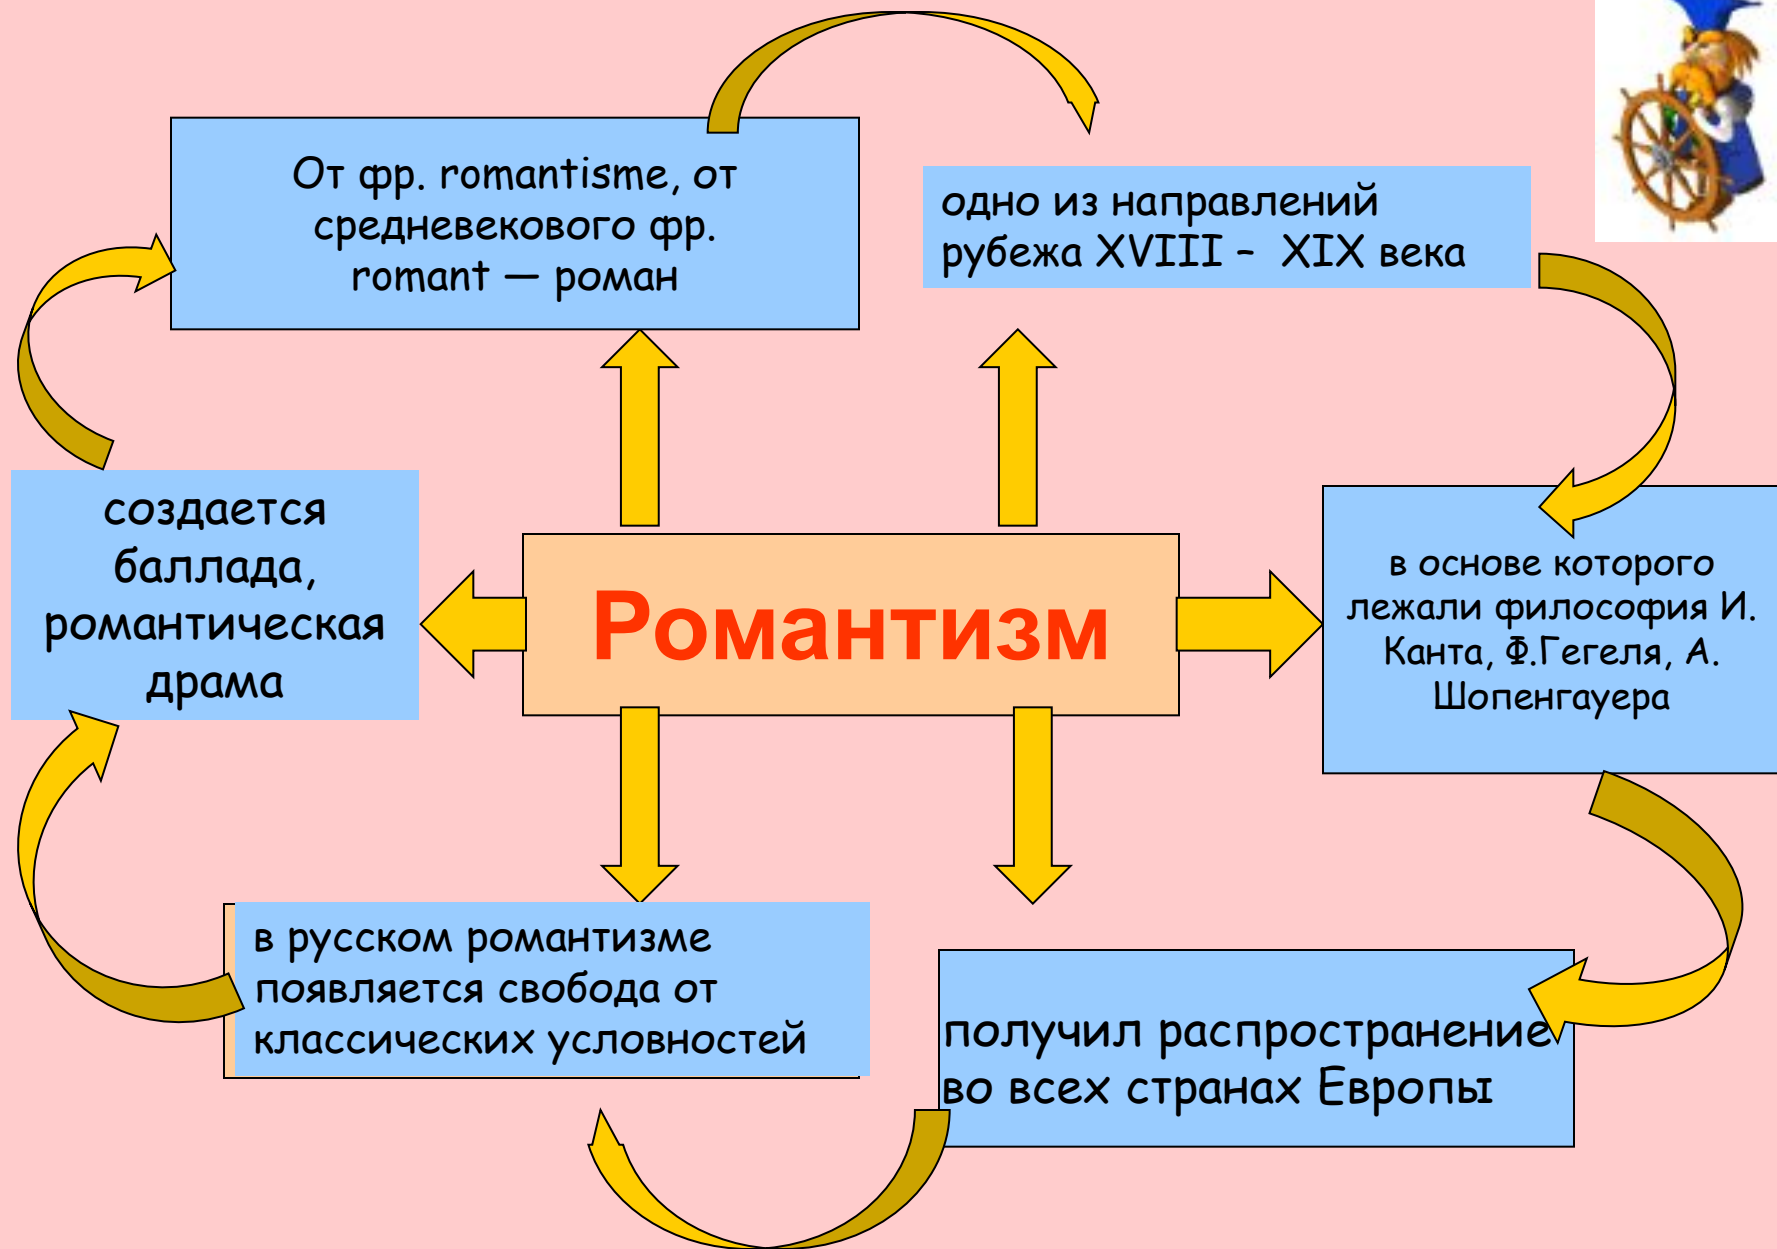 От фр. romantisme, от
средневекового фр.
romant — роман
одно из направлений
рубежа XVIII – XIX века
создается
баллада,
романтическая
драма
Романтизм
в основе которого
лежали философия И.
Канта, Ф.Гегеля, А.
Шопенгауера
в русском романтизме
появляется свобода от
классических условностей
получил распространение
во всех странах Европы